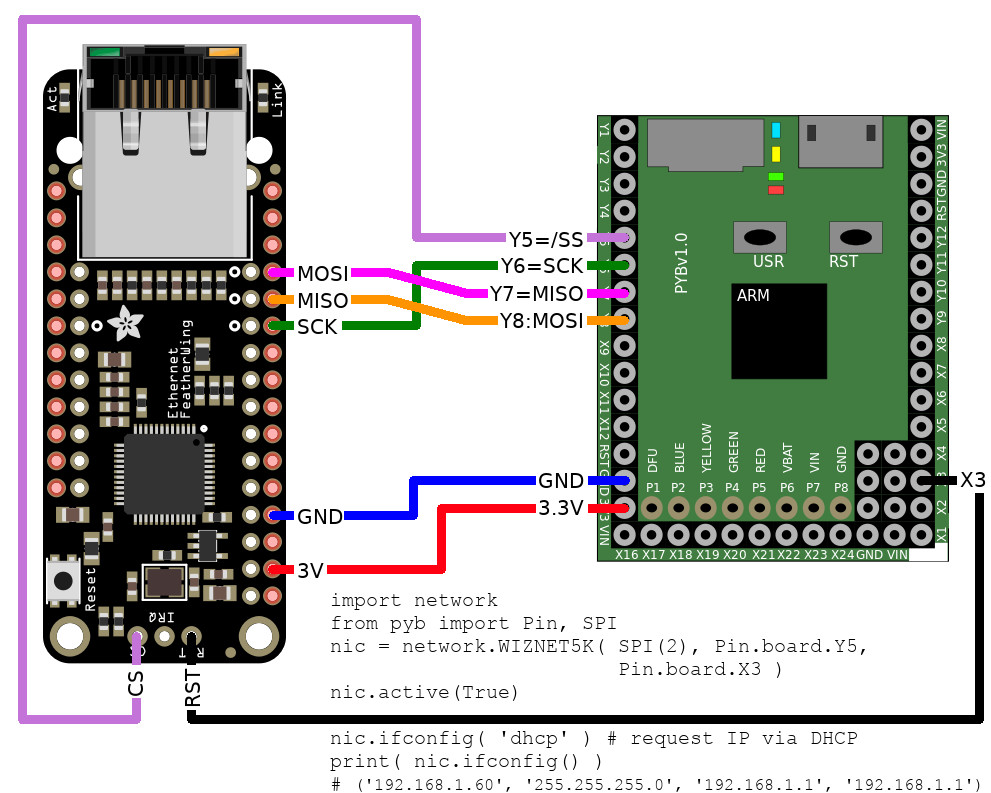 Act
Link
Y1
Y2
Y3
Y4
Y5=/SS
Y6=SCK
Y7=MISO
Y8:MOSI
MOSI
MISO
SCK
Ethernet
FeatherWing
GND
3V
Reset
IRQ
CS
RST
X9
X10
X11
X12
RST
GND
3.3V
VIN
PYBv1.0
USR
RST
ARM
DFU
BLUE
YELLOW
GREEN
RED
VBAT
VIN
GND
P1 P2 P3 P4 P5 P6 P7 P8
X16 X17 X18 X19 X20 X21 X22 X23 X24 GND VIN
VIN
3V3
GND
RST
Y12
Y11
Y10
Y9
X8
X7
X6
X5
X4
X3
X2
X1
import network
from pyb import Pin, SPI
nic = network.WIZNET5K( SPI(2), Pin.board.Y5,
Pin.board.X3 )
nic.active(True)
nic.ifconfig( 'dhcp' ) # request IP via DHCP
print( nic.ifconfig() )
# ('192.168.1.60', '255.255.255.0', '192.168.1.1', '192.168.1.1')